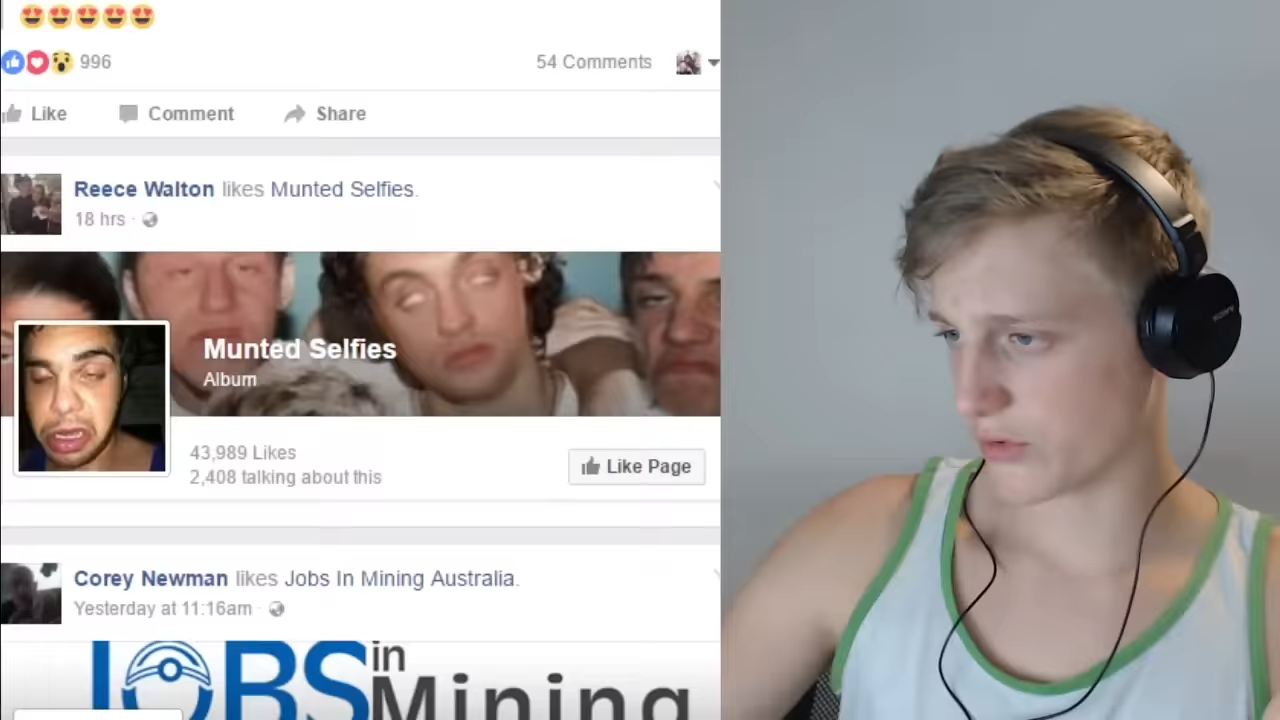 996
54 Comments
Like
Comment
Share
Reece Walton likes Munted Selfies.
18 hrs ·
Munted Selfies
Album
43,989 Likes
2,408 talking about this
Like Page
Corey Newman likes Jobs In Mining Australia.
Yesterday at 11:16am ·
JOBS in
Mining
SONY